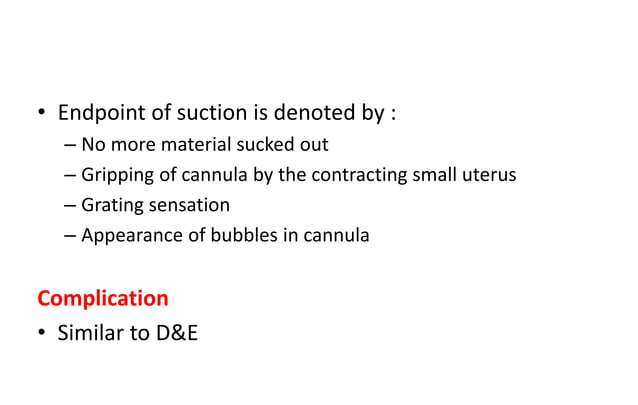 • Endpoint of suction is denoted by :
– No more material sucked out
– Gripping of cannula by the contracting small uterus
– Grating sensation
– Appearance of bubbles in cannula
Complication
• Similar to D&E